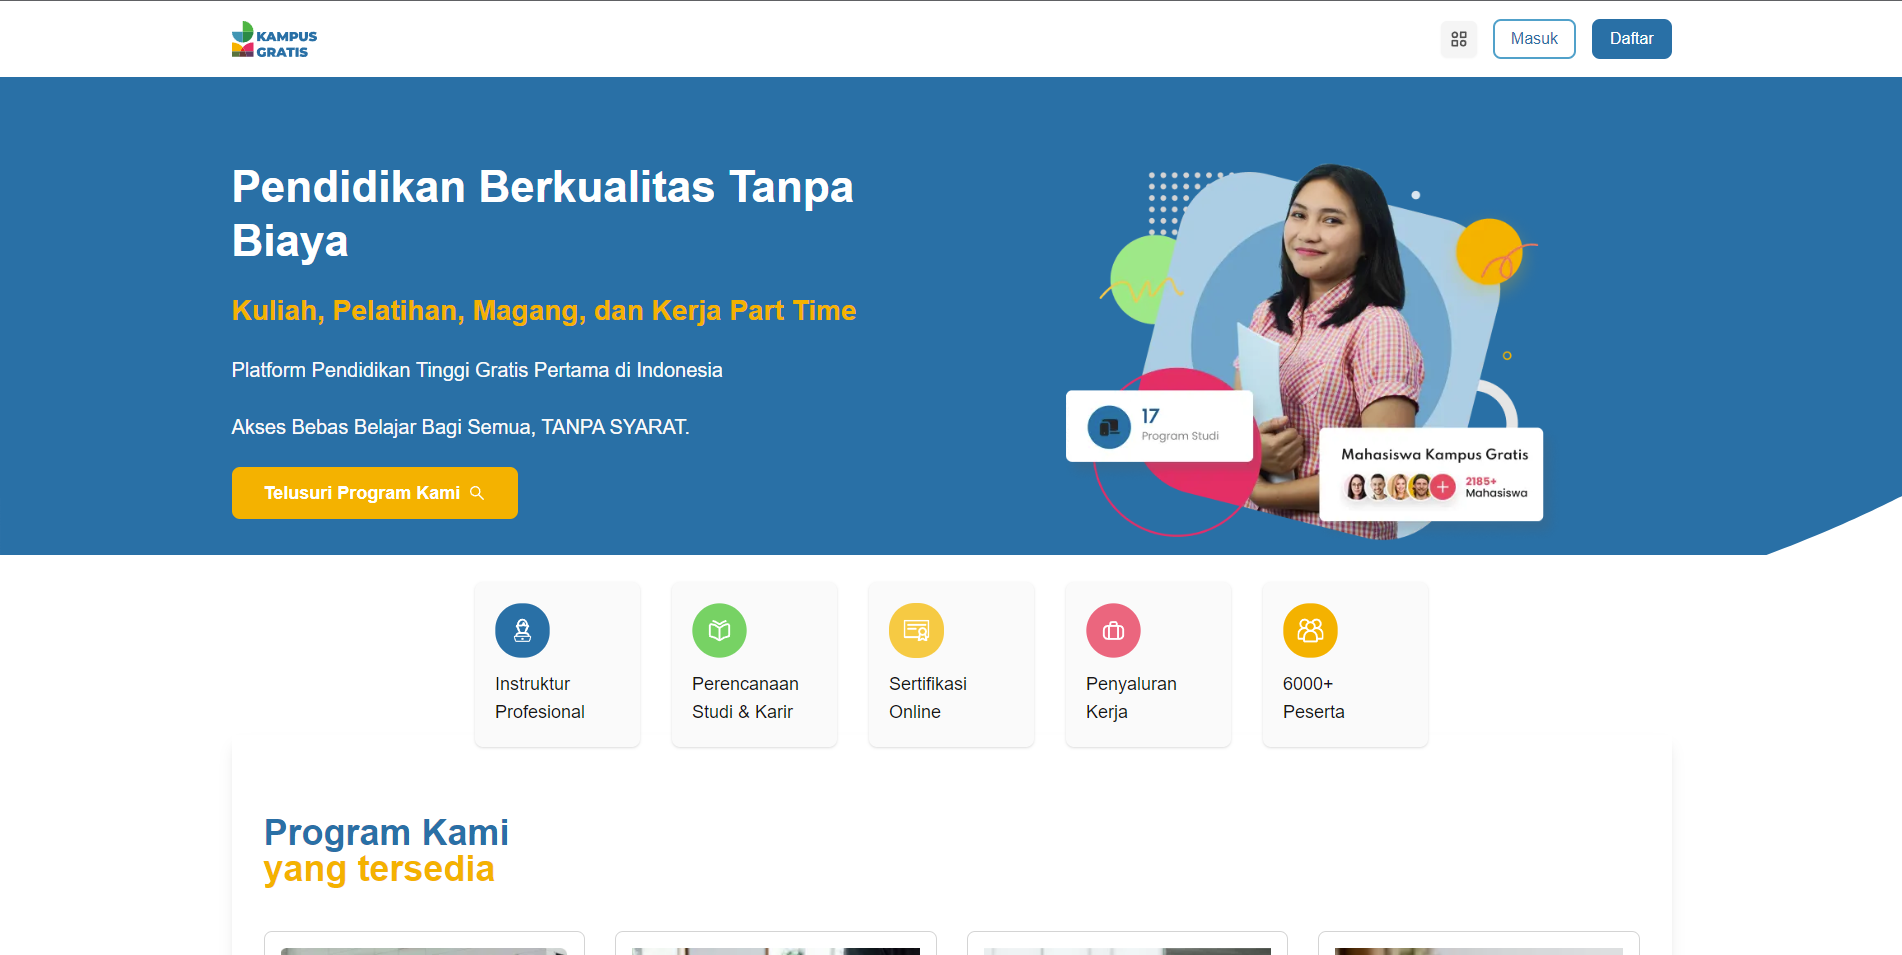 KAMPUS
GRATIS
Masuk
Daftar
Pendidikan Berkualitas Tanpa
Biaya
Kuliah, Pelatihan, Magang, dan Kerja Part Time
Platform Pendidikan Tinggi Gratis Pertama di Indonesia
Akses Bebas Belajar Bagi Semua, TANPA SYARAT.
Telusuri Program Kami
17
Program Studi
Mahasiswa Kampus Gratis
2185+
Mahasiswa
Instruktur
Profesional
Perencanaan
Studi & Karir
Sertifikasi
Online
Penyaluran
Kerja
6000+
Peserta
Program Kami
yang tersedia